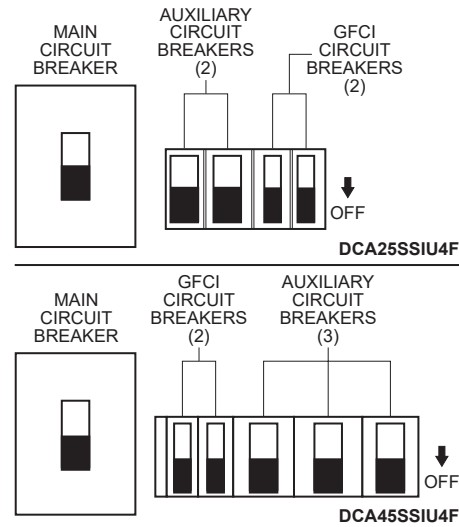 MAIN
CIRCUIT
BREAKER
AUXILIARY
CIRCUIT
BREAKERS
(2)
GFCI
CIRCUIT
BREAKERS
(2)
OFF
DCA25SSIU4F
MAIN
CIRCUIT
BREAKER
GFCI
CIRCUIT
BREAKERS
(2)
AUXILIARY
CIRCUIT
BREAKERS
(3)
OFF
DCA45SSIU4F